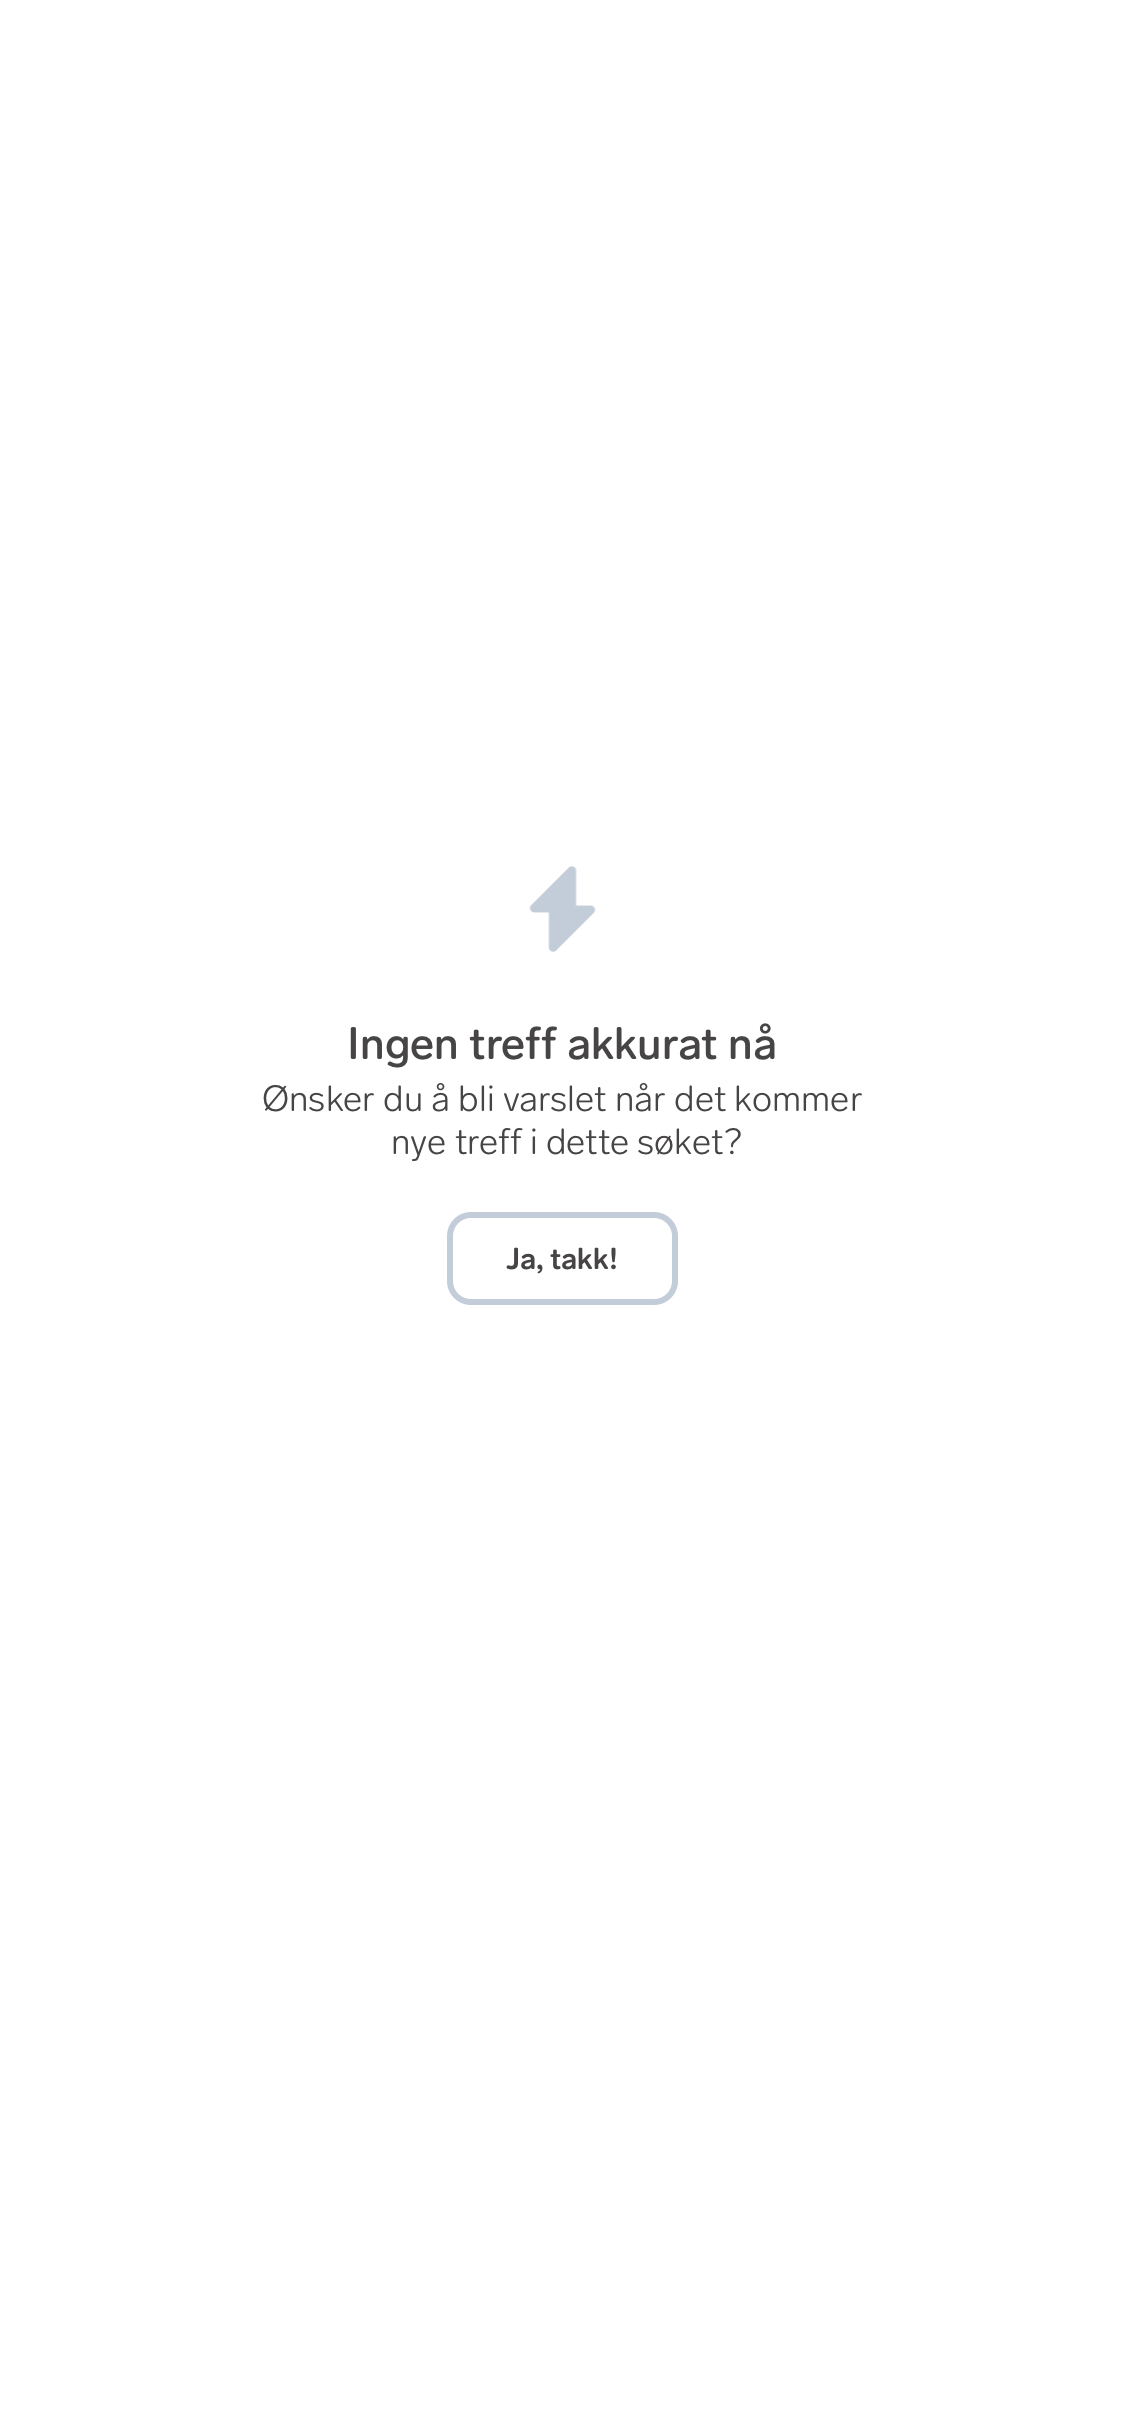 Ingen treff akkurat nå
Ønsker du å bli varslet når det kommer
nye treff i dette søket?
Ja, takk!